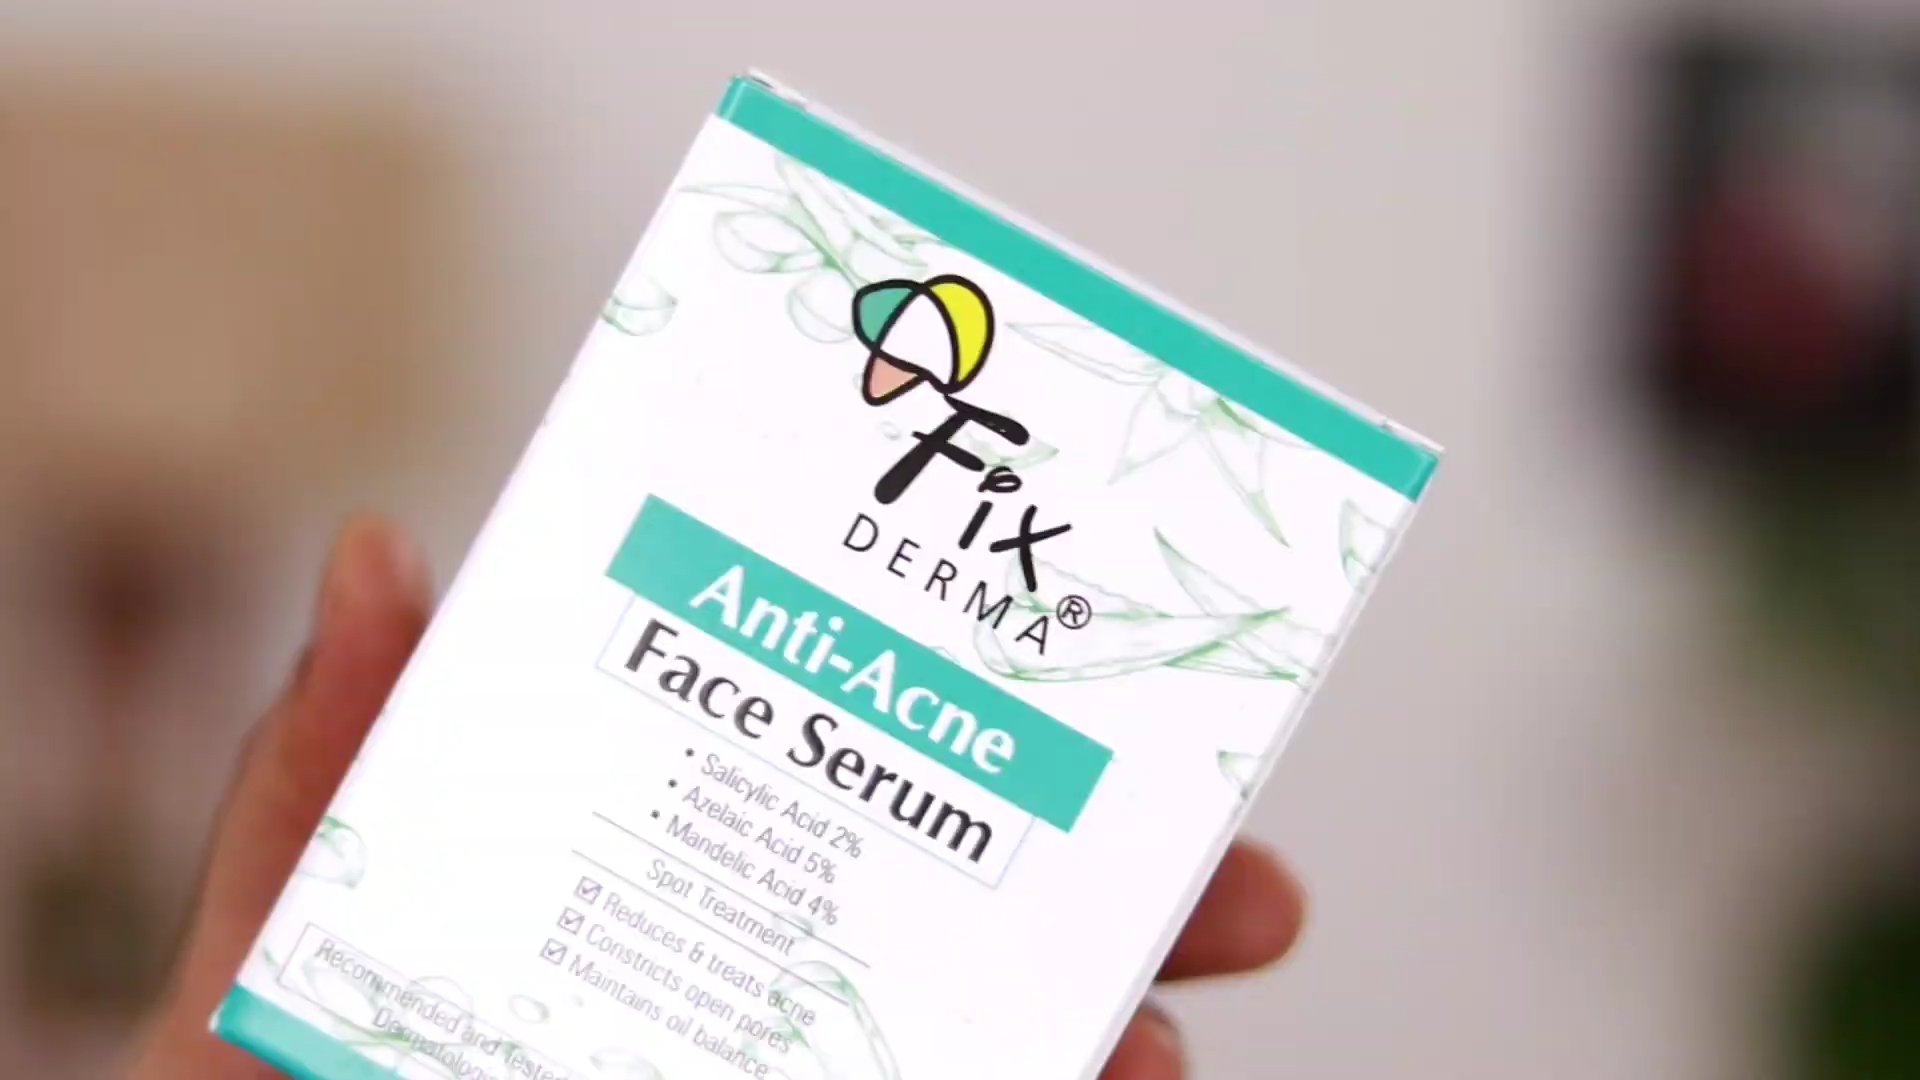 Fix
DERMA®
Anti-Acne
Face Serum
• Salicylic Acid 2%
• Azelaic Acid 5%
• Mandelic Acid 4%
Spot Treatment
☑ Reduces & treats acne
☑ Constricts open pores
☑ Maintains oil balance
Recommended and Tested